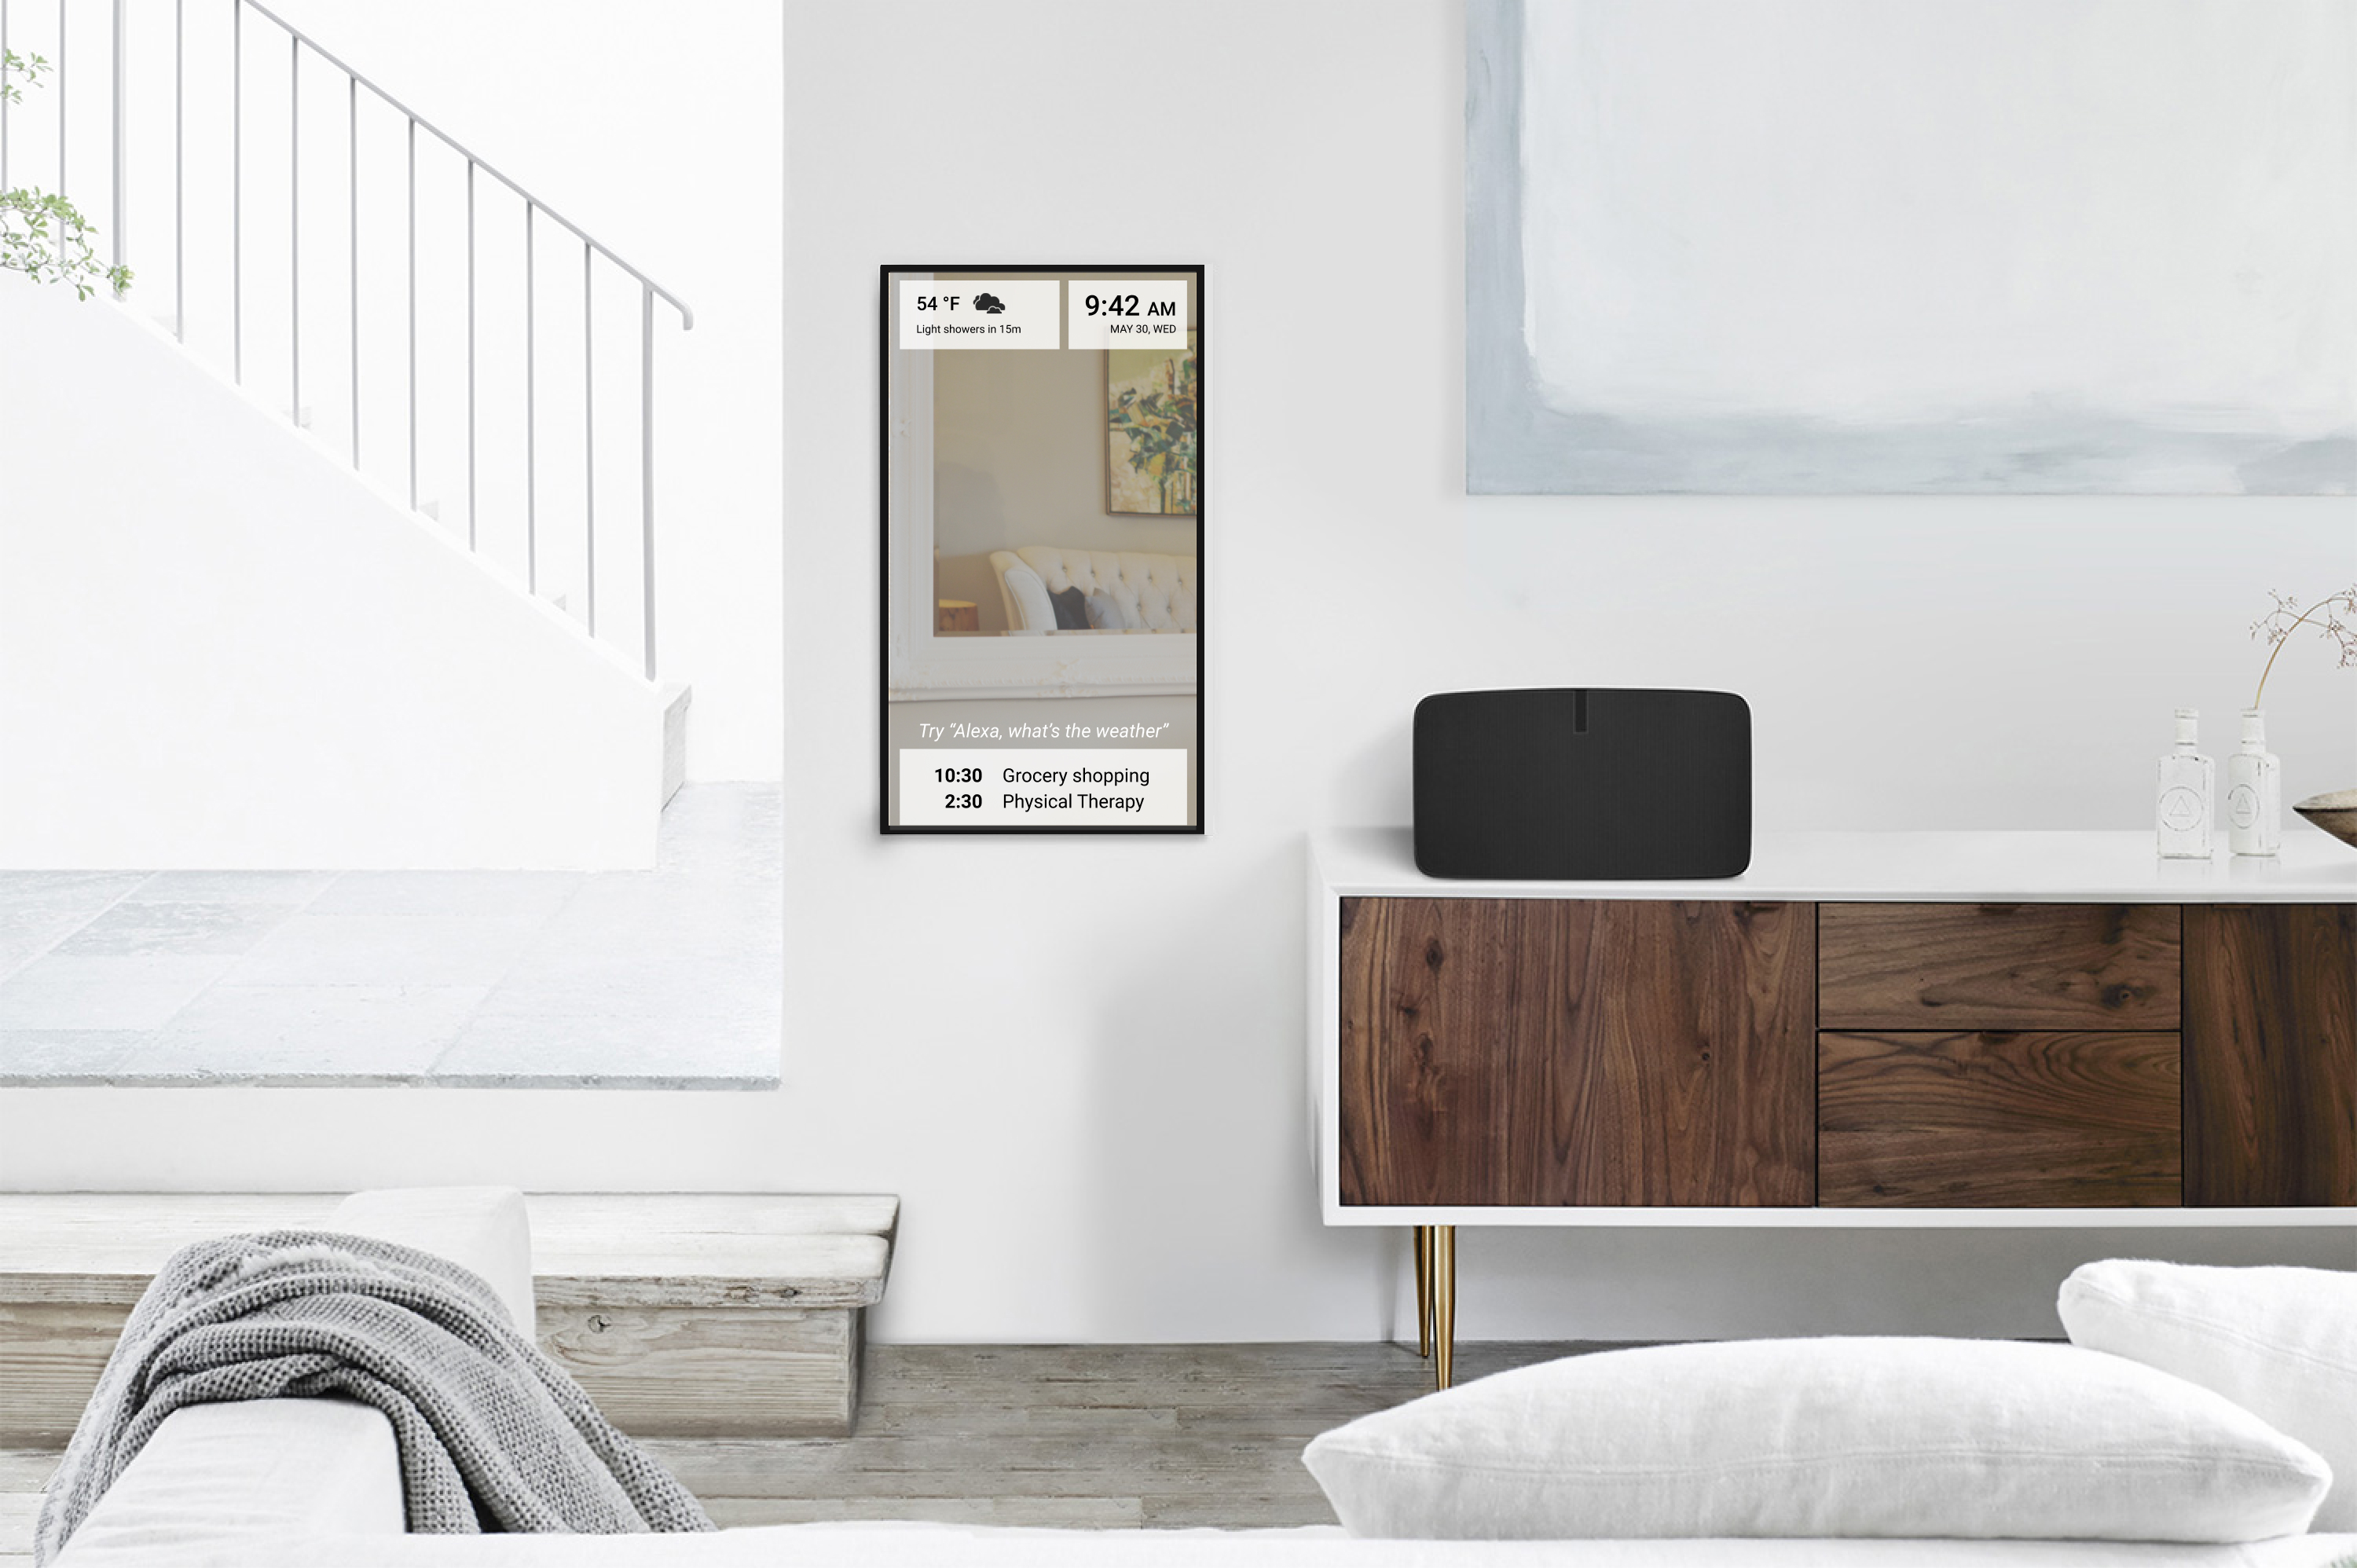 54 °F
Light showers in 15m
9:42 AM
MAY 30, WED
Try “Alexa, what’s the weather”
10:30 Grocery shopping
2:30 Physical Therapy